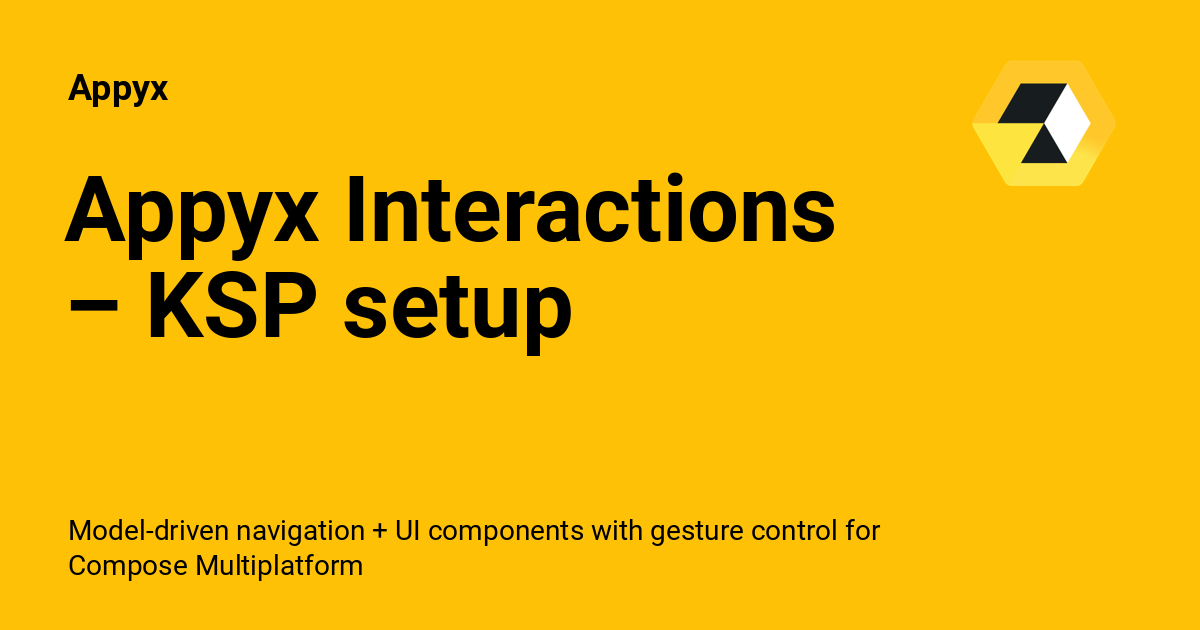 Appyx
Appyx Interactions
– KSP setup
Model-driven navigation + UI components with gesture control for
Compose Multiplatform